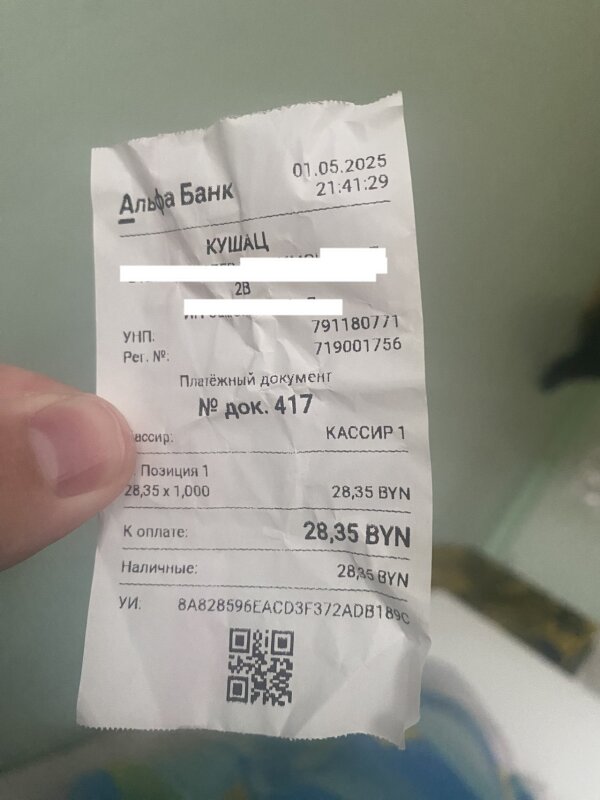 Альфа Банк
01.05.2025
21:41:29
КУШАЦ
2В
УНП: 791180771
Рег. №: 719001756
Платёжный документ
№ док. 417
ассир: КАССИР 1
Позиция 1
28,35 x 1,000 28,35 BYN
К оплате: 28,35 BYN
Наличные: 28,35 BYN
УИ: 8A828596EACD3F372ADB189C